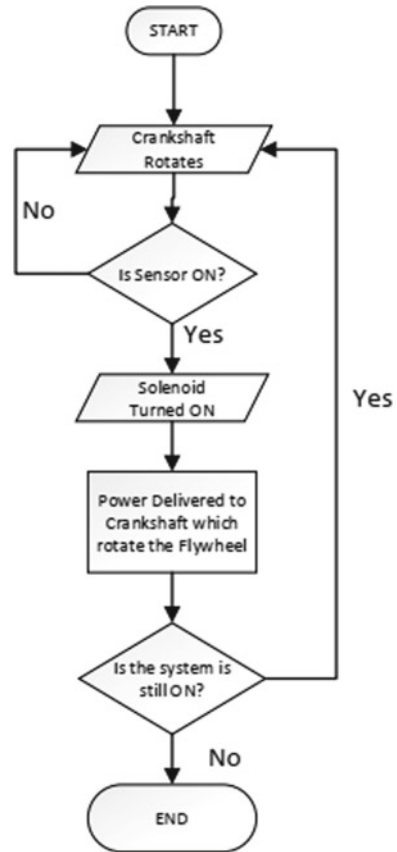 START
Crankshaft
Rotates
No
Is Sensor ON?
Yes
Solenoid
Turned ON
Yes
Power Delivered to
Crankshaft which
rotate the Flywheel
Is the system is
still ON?
No
END